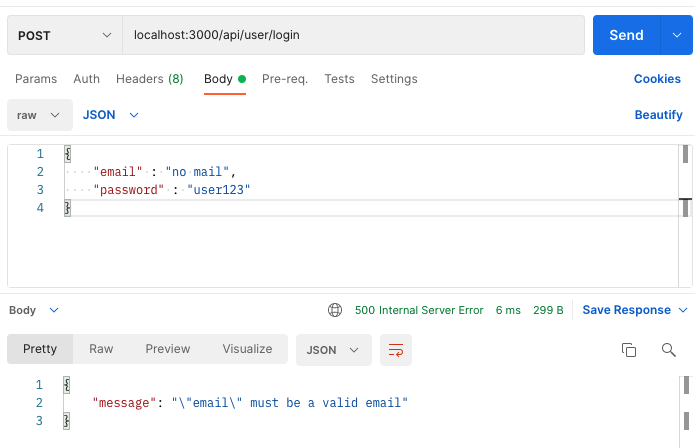 POST localhost:3000/api/user/login Send
Params Auth Headers (8) Body Pre-req. Tests Settings Cookies
raw JSON Beautify
1 {
2 "email" : "no mail",
3 "password" : "user123"
4 }
Body 500 Internal Server Error 6 ms 299 B Save Response
Pretty Raw Preview Visualize JSON
1 {
2 "message": "\"email\" must be a valid email"
3 }